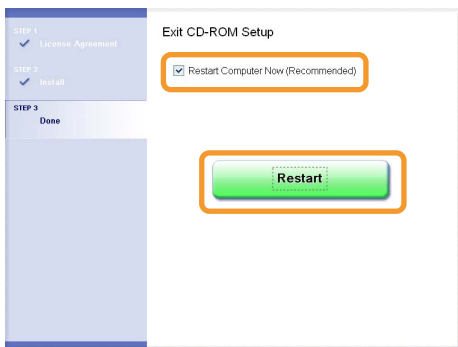 STEP 1
License Agreement
STEP 2
Install
STEP 3
Done
Exit CD-ROM Setup
Restart Computer Now (Recommended)
Restart